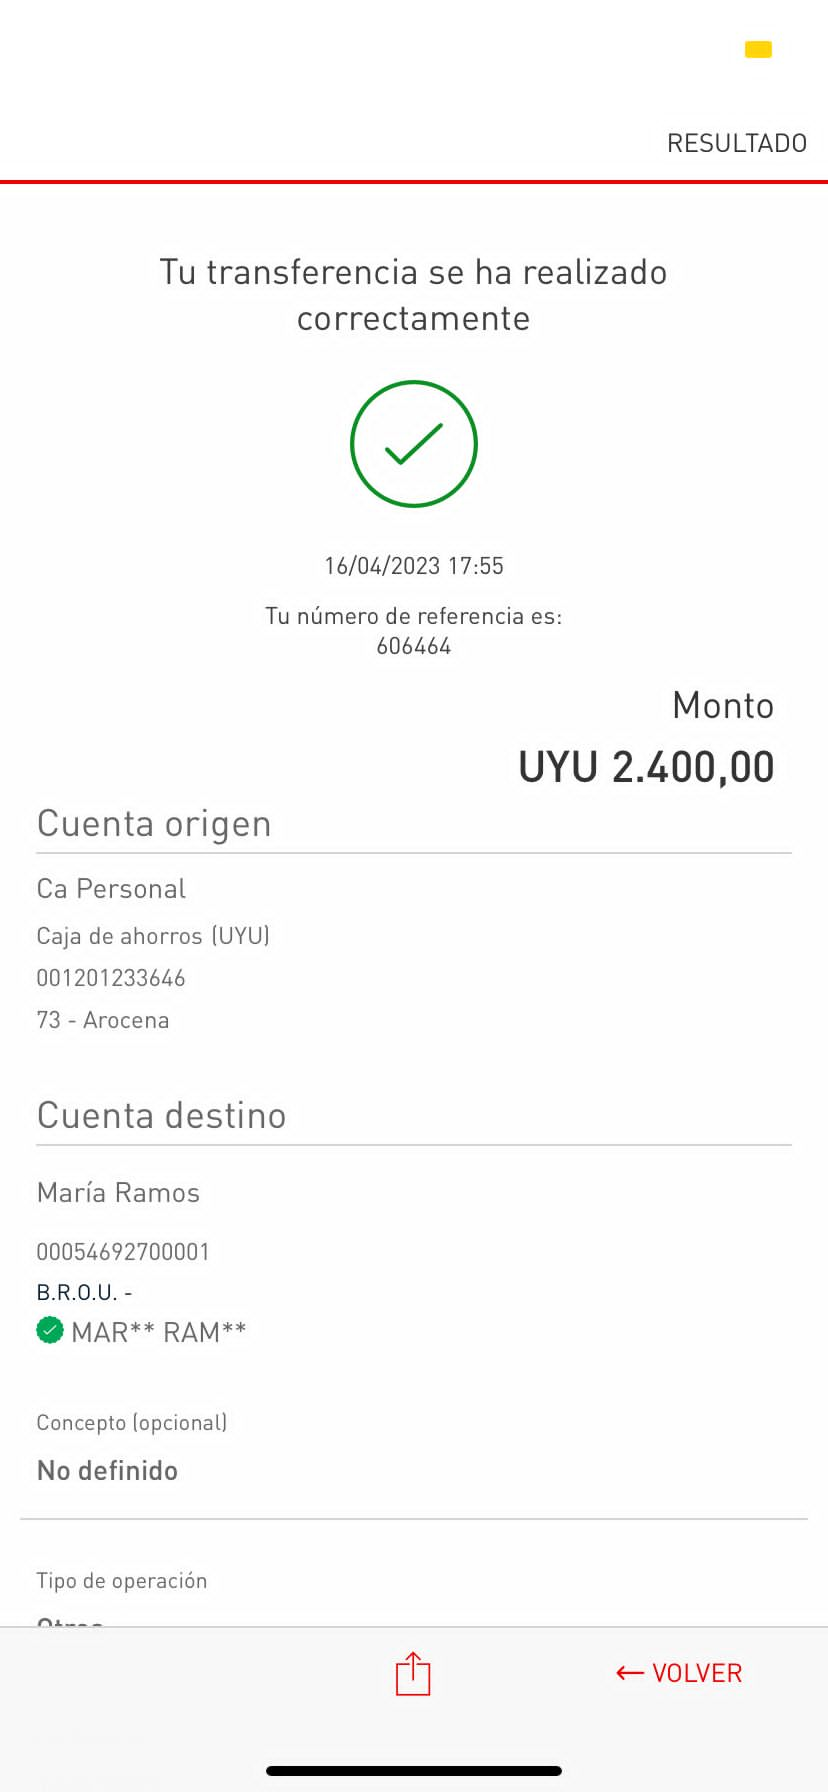 RESULTADO
Tu transferencia se ha realizado
correctamente
16/04/2023 17:55
Tu número de referencia es:
606464
Monto
UYU 2.400,00
Cuenta origen
Ca Personal
Caja de ahorros (UYU)
001201233646
73 - Arocena
Cuenta destino
María Ramos
00054692700001
B.R.O.U. -
MAR** RAM**
Concepto (opcional)
No definido
Tipo de operación
← VOLVER